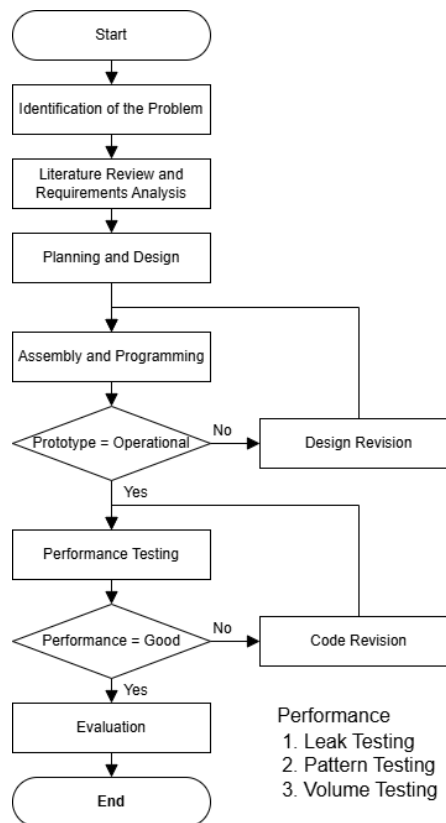 Start
Identification of the Problem
Literature Review and
Requirements Analysis
Planning and Design
Assembly and Programming
Prototype = Operational
No
Design Revision
Yes
Performance Testing
Performance = Good
No
Code Revision
Yes
Evaluation
End
Performance
1. Leak Testing
2. Pattern Testing
3. Volume Testing